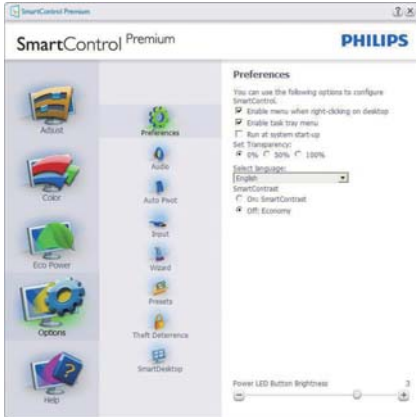 SmartControl Premium
SmartControl Premium
PHILIPS
Adjust
Color
Eco Power
Options
Help
Preferences
Audio
Auto Pivot
Input
Wizard
Presets
Theft Deterrence
SmartDesktop
Preferences
You can use the following options to configure
SmartControl.
Enable menu when right-clicking on desktop
Enable task tray menu
Run at system start-up
Set Transparency:
0% 50% 100%
Select language:
English
SmartContrast
On: SmartContrast
Off: Economy
Power LED Button Brightness 3